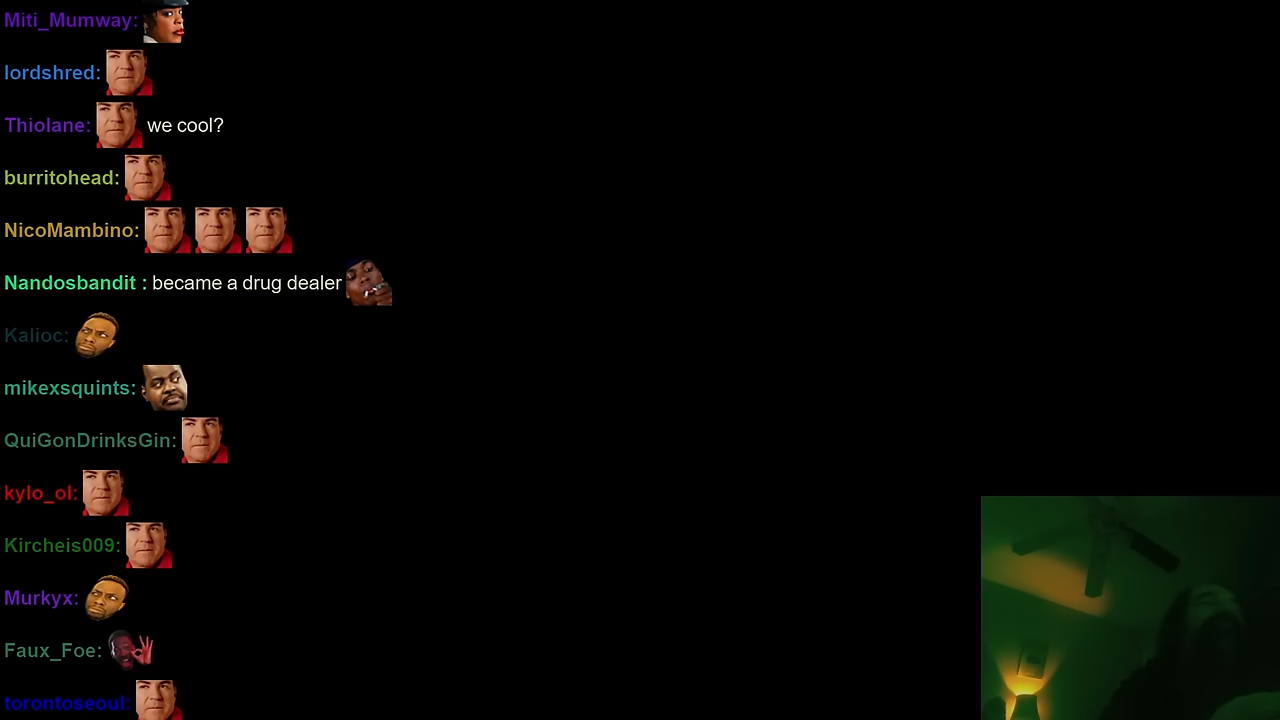 Miti_Mumway:
lordshred:
Thiolane: we cool?
burritohead:
NicoMambino:
Nandosbandit : became a drug dealer
Kalioc:
mikexsquints:
QuiGonDrinksGin:
kylo_ol:
Kircheis009:
Murkyx:
Faux_Foe:
torontoseoul: